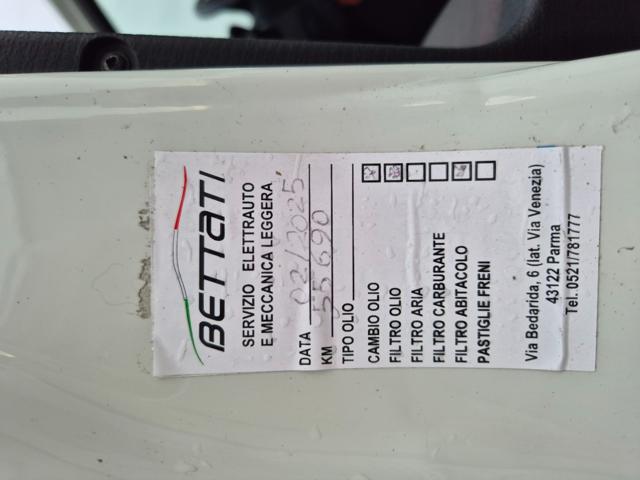 BETTATI
SERVIZIO ELETTRAUTO
E MECCANICA LEGGERA
DATA 02/2025
KM 55690
TIPO OLIO
CAMBIO OLIO
FILTRO OLIO
FILTRO ARIA
FILTRO CARBURANTE
FILTRO ABITACOLO
PASTIGLIE FRENI
Via Bedarida, 6 (lat. Via Venezia)
43122 Parma
Tel. 0521/781777